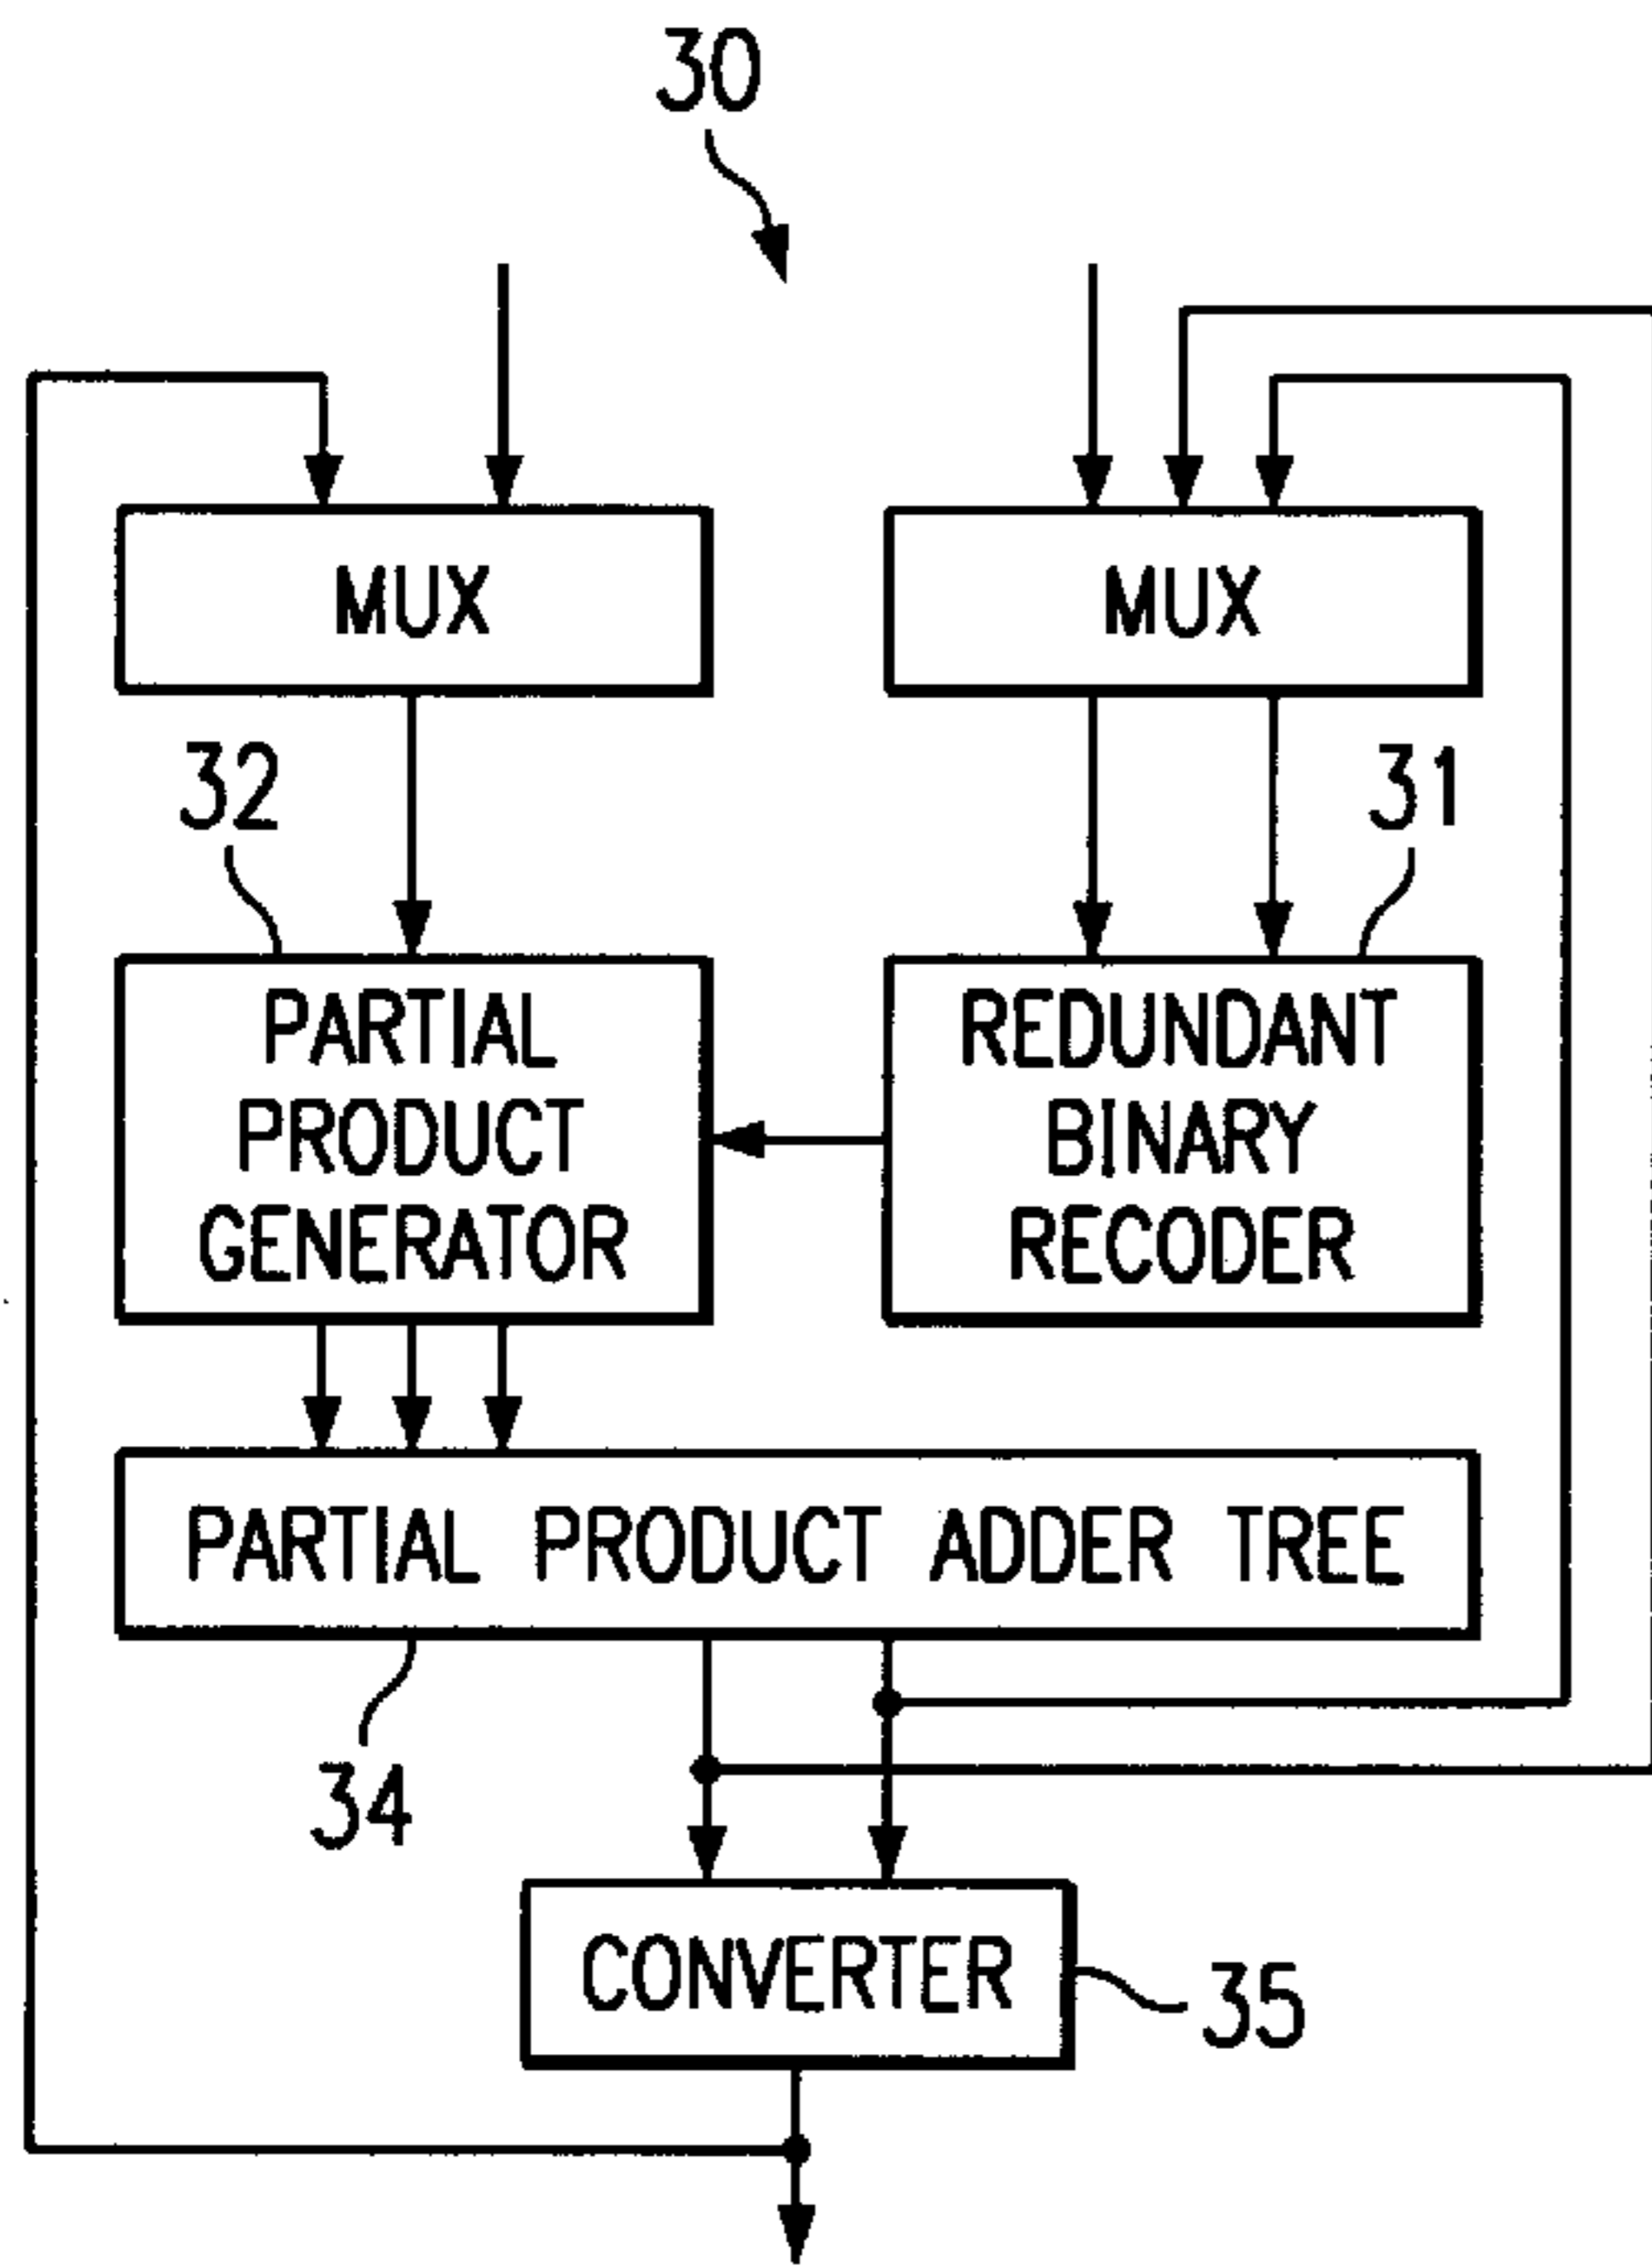 30
MUX
MUX
32
31
PARTIAL
PRODUCT
GENERATOR
REDUNDANT
BINARY
RECODER
PARTIAL PRODUCT ADDER TREE
34
CONVERTER
35